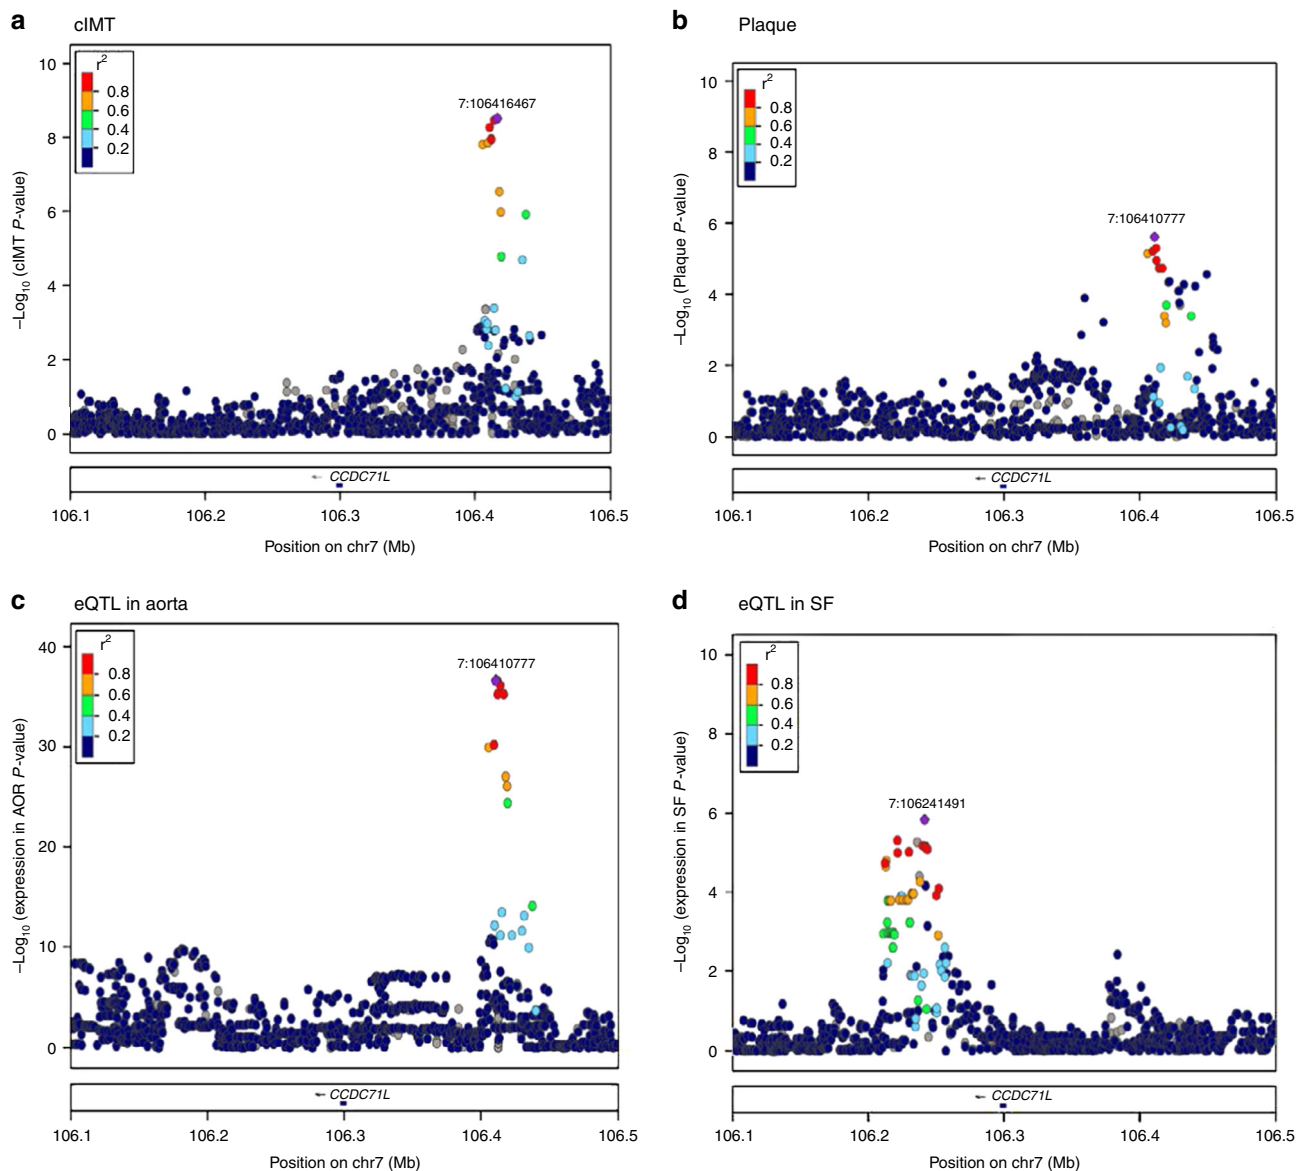 a cIMT
r2
0.8
0.6
0.4
0.2
7:106416467
10
8
6
4
2
0
–Log10 (cIMT P-value)
← CCDC71L
106.1 106.2 106.3 106.4 106.5
Position on chr7 (Mb)
b Plaque
r2
0.8
0.6
0.4
0.2
7:106410777
10
8
6
4
2
0
–Log10 (Plaque P-value)
← CCDC71L
106.1 106.2 106.3 106.4 106.5
Position on chr7 (Mb)
c eQTL in aorta
r2
0.8
0.6
0.4
0.2
7:106410777
40
30
20
10
0
–Log10 (expression in AOR P-value)
← CCDC71L
106.1 106.2 106.3 106.4 106.5
Position on chr7 (Mb)
d eQTL in SF
r2
0.8
0.6
0.4
0.2
7:106241491
10
8
6
4
2
0
–Log10 (expression in SF P-value)
← CCDC71L
106.1 106.2 106.3 106.4 106.5
Position on chr7 (Mb)